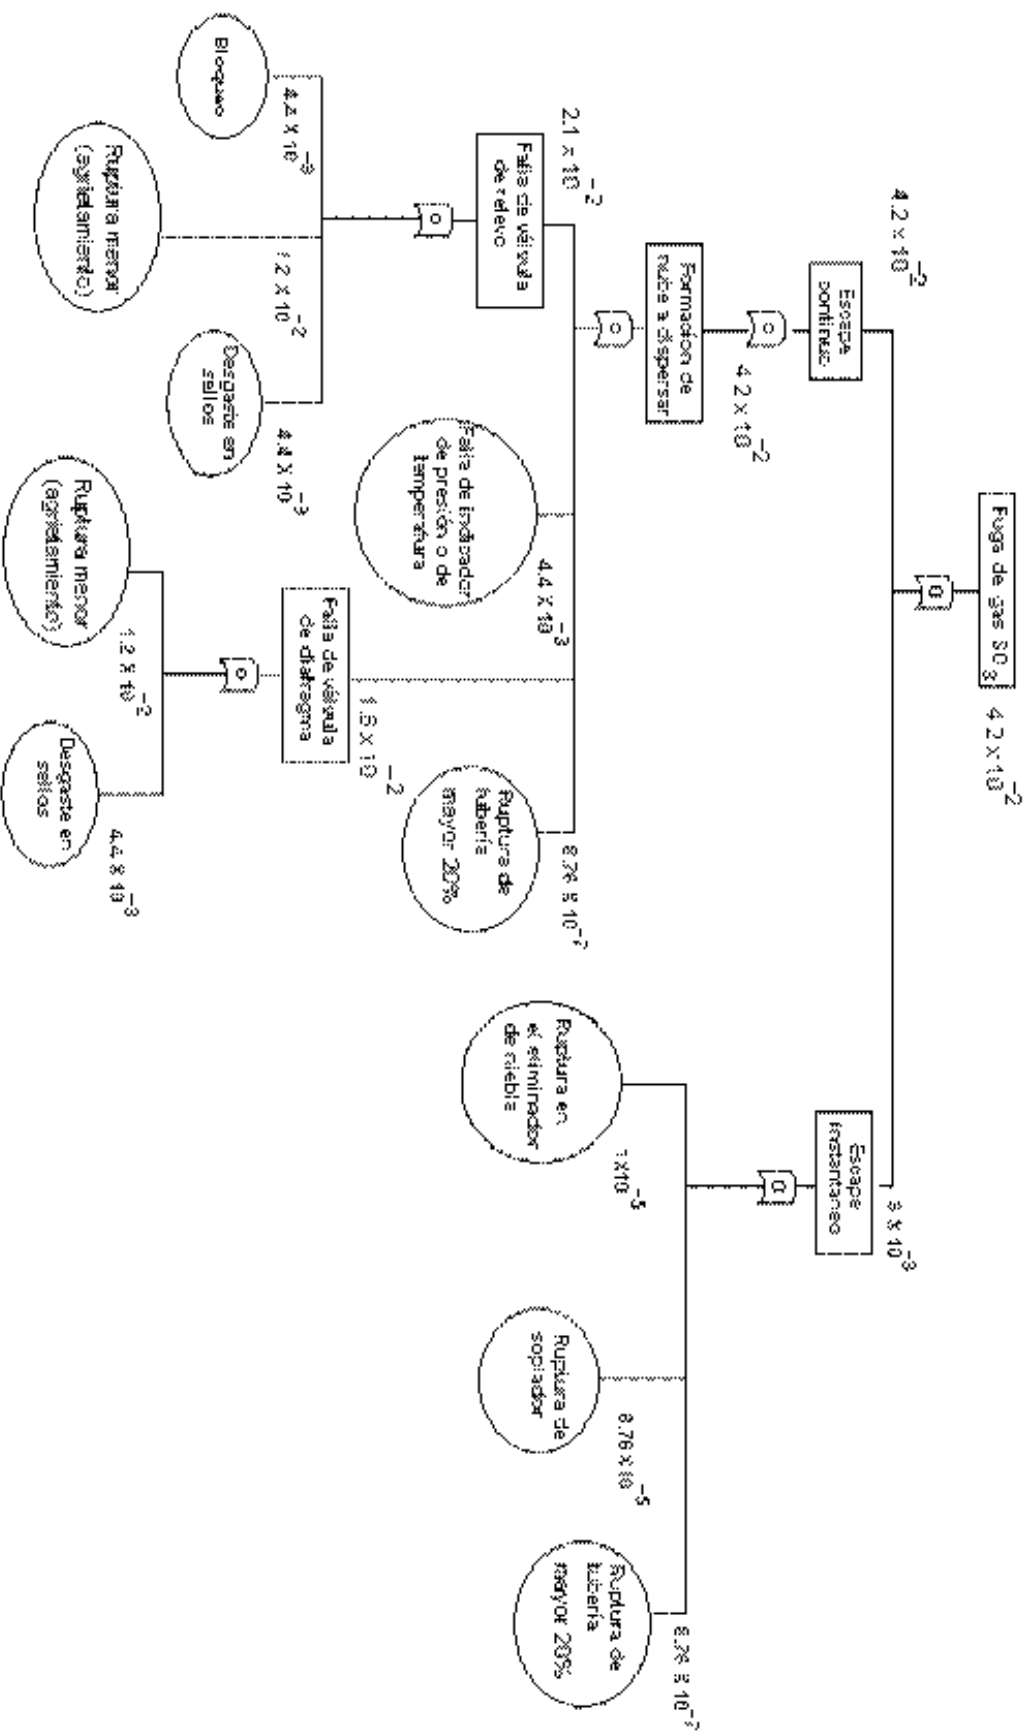 Fuga de gas SO3
4.2 x 10-2
O
4.2 x 10-2
Escape
continuo
O
4.2 x 10-2
Formación de
nube a dispersar
O
2.1 x 10-2
Falla de válvula
de relevo
O
4.4 X 10-3
Bloqueo
1.2 X 10-2
Ruptura menor
(agrietamiento)
4.4 X 10-3
Desgaste en
sellos
4.4 X 10-3
Falla de indicador
de presión o de
temperatura
1.6 x 10-2
Falla de válvula
de diafragma
O
1.2 X 10-2
Ruptura menor
(agrietamiento)
4.4 X 10-3
Desgaste en
sellos
8.76 X 10-7
Ruptura de
tubería
mayor 20%
Escape
instantaneo
O
1X10-5
Ruptura en
el eliminador
de niebla
8.76 X 10-5
Ruptura de
soplador
8.76 X 10-7
Ruptura de
tubería
mayor 20%